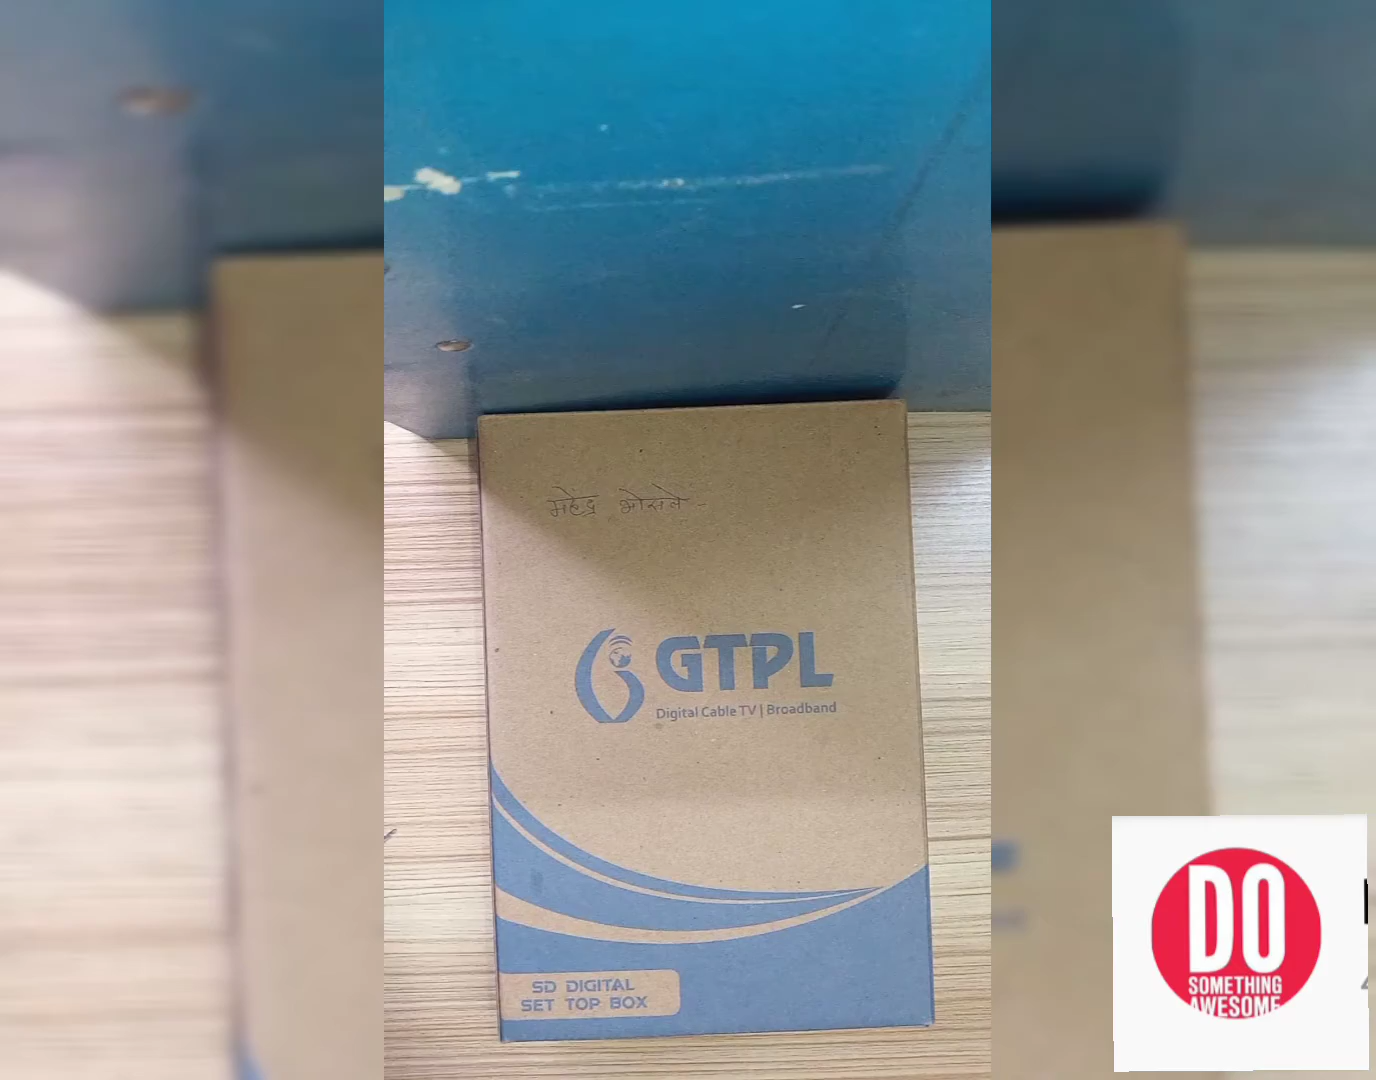 महेंद्र भोसले -
GTPL
Digital Cable TV | Broadband
SD DIGITAL
SET TOP BOX
DO
SOMETHING
AWESOME